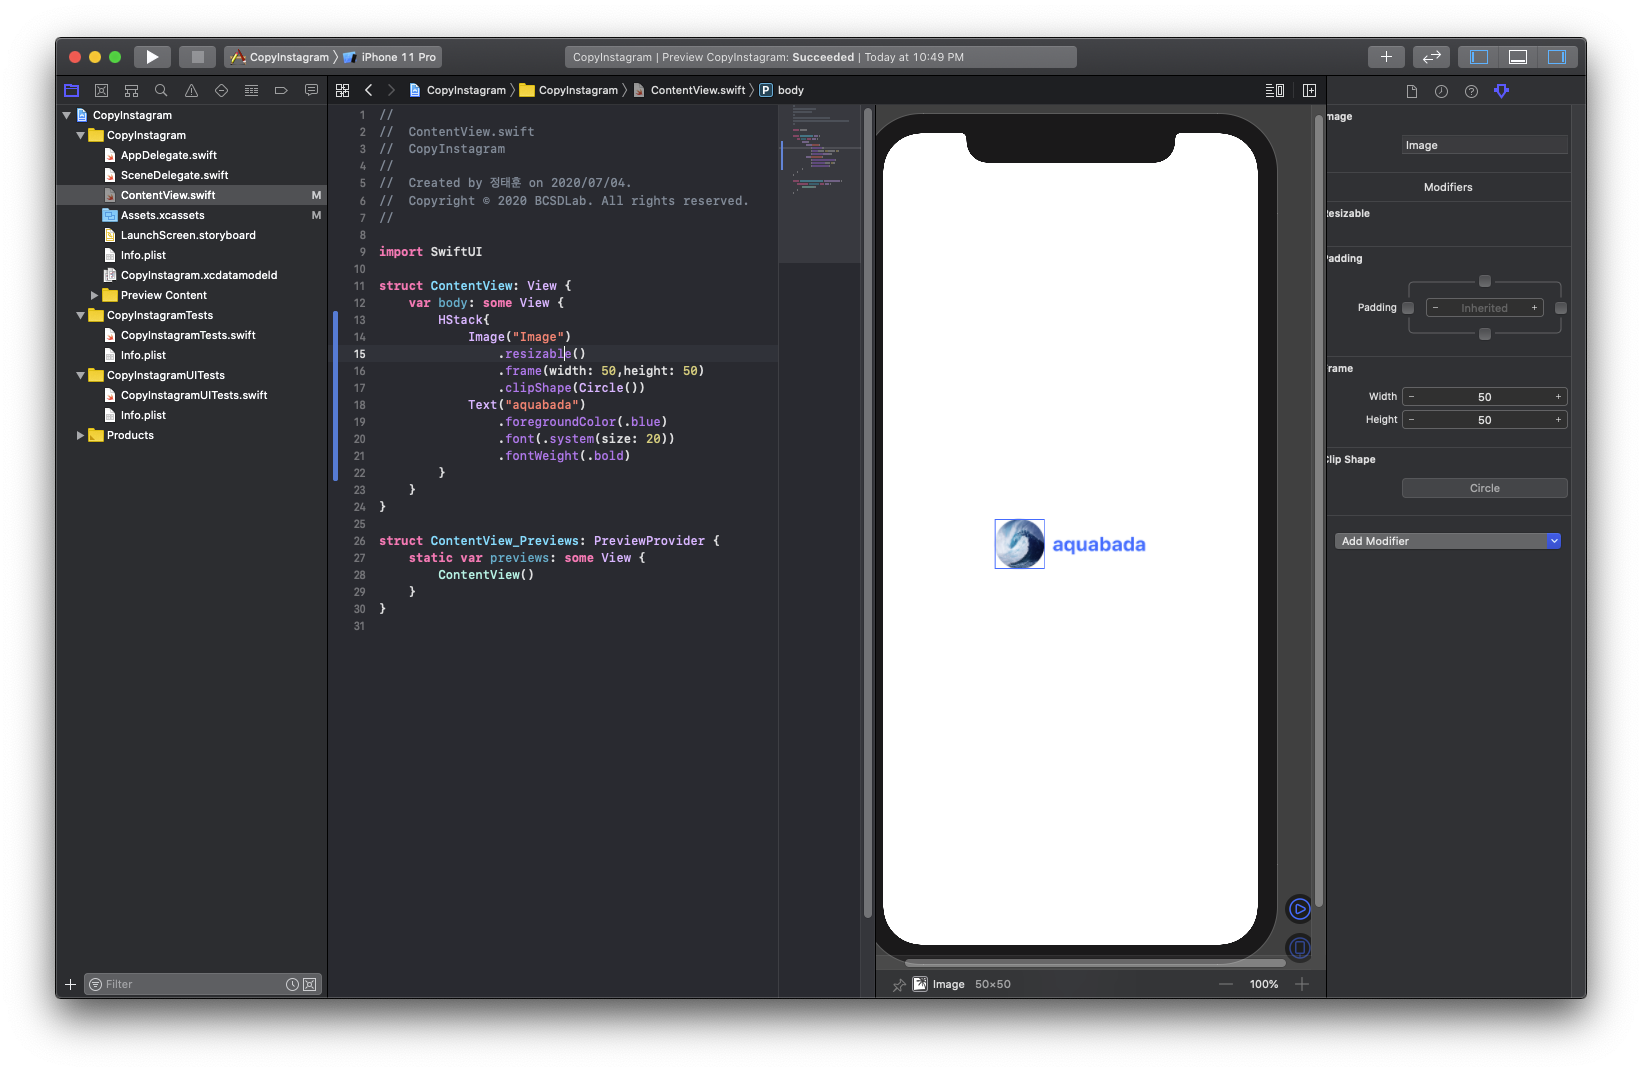 CopyInstagram 〉 iPhone 11 Pro
CopyInstagram | Preview CopyInstagram: Succeeded | Today at 10:49 PM
CopyInstagram
CopyInstagram
AppDelegate.swift
SceneDelegate.swift
ContentView.swift M
Assets.xcassets M
LaunchScreen.storyboard
Info.plist
CopyInstagram.xcdatamodeld
Preview Content
CopyInstagramTests
CopyInstagramTests.swift
Info.plist
CopyInstagramUITests
CopyInstagramUITests.swift
Info.plist
Products
Filter
CopyInstagram 〉 CopyInstagram 〉 ContentView.swift 〉 P body
1 //
2 //  ContentView.swift
3 //  CopyInstagram
4 //
5 //  Created by 정태훈 on 2020/07/04.
6 //  Copyright © 2020 BCSDLab. All rights reserved.
7 //
8
9 import SwiftUI
10
11 struct ContentView: View {
12     var body: some View {
13         HStack{
14             Image("Image")
15                 .resizable()
16                 .frame(width: 50,height: 50)
17                 .clipShape(Circle())
18             Text("aquabada")
19                 .foregroundColor(.blue)
20                 .font(.system(size: 20))
21                 .fontWeight(.bold)
22         }
23     }
24 }
25
26 struct ContentView_Previews: PreviewProvider {
27     static var previews: some View {
28         ContentView()
29     }
30 }
31
aquabada
Image 50×50
100%
mage
Image
Modifiers
esizable
Padding
Padding − Inherited +
rame
Width − 50 +
Height − 50 +
lip Shape
Circle
Add Modifier